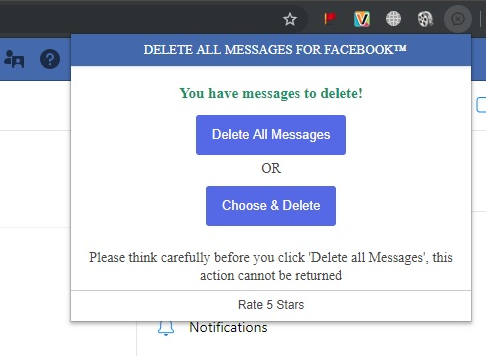 DELETE ALL MESSAGES FOR FACEBOOK™
You have messages to delete!
Delete All Messages
OR
Choose & Delete
Please think carefully before you click 'Delete all Messages', this
action cannot be returned
Rate 5 Stars
Notifications